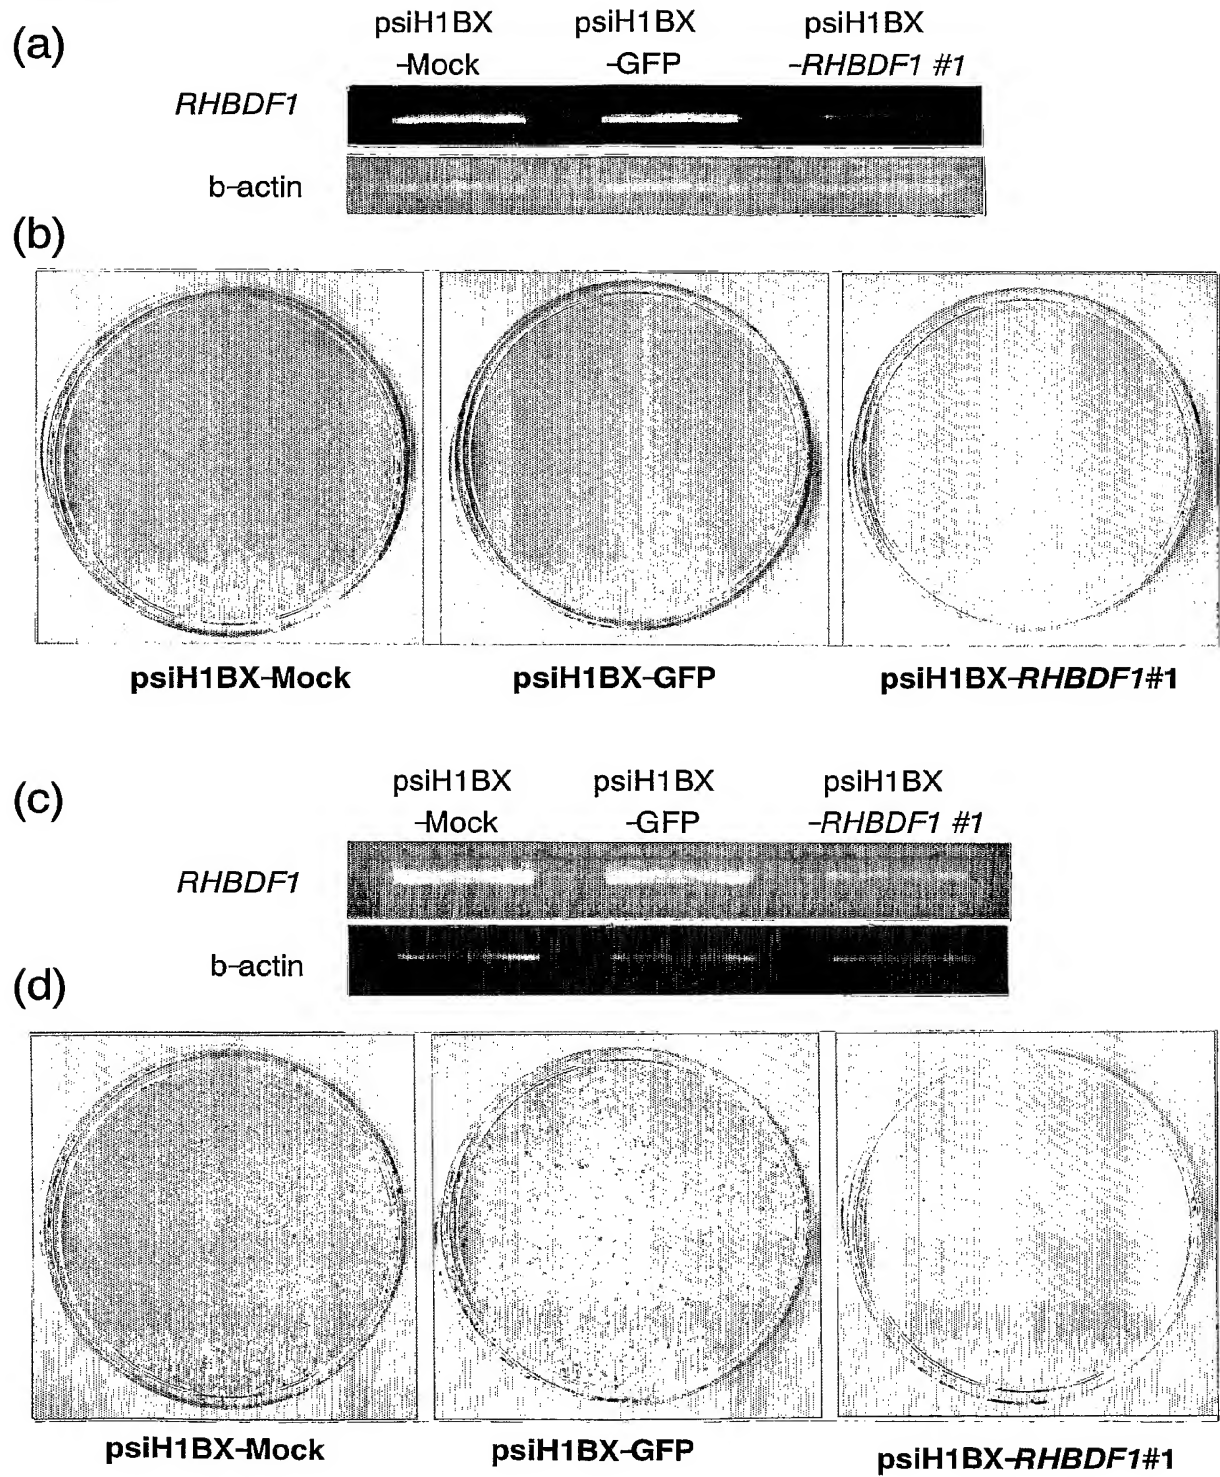 (a)
psiH1BX psiH1BX psiH1BX
-Mock -GFP -RHBDF1 #1
RHBDF1
b-actin
(b)
psiH1BX-Mock psiH1BX-GFP psiH1BX-RHBDF1#1
(c)
psiH1BX psiH1BX psiH1BX
-Mock -GFP -RHBDF1 #1
RHBDF1
b-actin
(d)
psiH1BX-Mock psiH1BX-GFP psiH1BX-RHBDF1#1